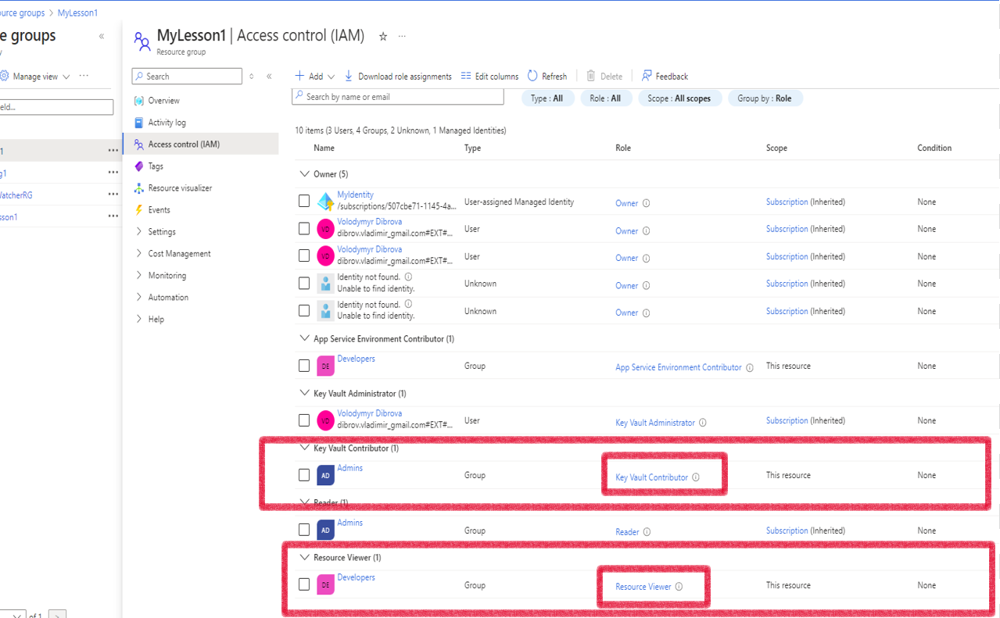 ource groups > MyLesson1
e groups
«
MyLesson1 | Access control (IAM)
Resource group
Manage view
Search
«
Add
Download role assignments
Edit columns
Refresh
Delete
Feedback
eld...
Search by name or email
Type : All
Role : All
Scope : All scopes
Group by : Role
Overview
Activity log
Access control (IAM)
Tags
Resource visualizer
Events
Settings
Cost Management
Monitoring
Automation
Help
1
g1
VatcherRG
sson1
of 1
10 items (3 Users, 4 Groups, 2 Unknown, 1 Managed Identities)
Name Type Role Scope Condition
Owner (5)
MyIdentity
/subscriptions/507cbe71-1145-4a... User-assigned Managed Identity Owner Subscription (Inherited) None
VD Volodymyr Dibrova
dibrov.vladimir_gmail.com#EXT#... User Owner Subscription (Inherited) None
VD Volodymyr Dibrova
dibrov.vladimir_gmail.com#EXT#... User Owner Subscription (Inherited) None
Identity not found.
Unable to find identity. Unknown Owner Subscription (Inherited) None
Identity not found.
Unable to find identity. Unknown Owner Subscription (Inherited) None
App Service Environment Contributor (1)
DE Developers Group App Service Environment Contributor This resource None
Key Vault Administrator (1)
VD Volodymyr Dibrova
dibrov.vladimir_gmail.com#EXT#... User Key Vault Administrator Subscription (Inherited) None
Key Vault Contributor (1)
AD Admins Group Key Vault Contributor This resource None
Reader (1)
AD Admins Group Reader Subscription (Inherited) None
Resource Viewer (1)
DE Developers Group Resource Viewer This resource None